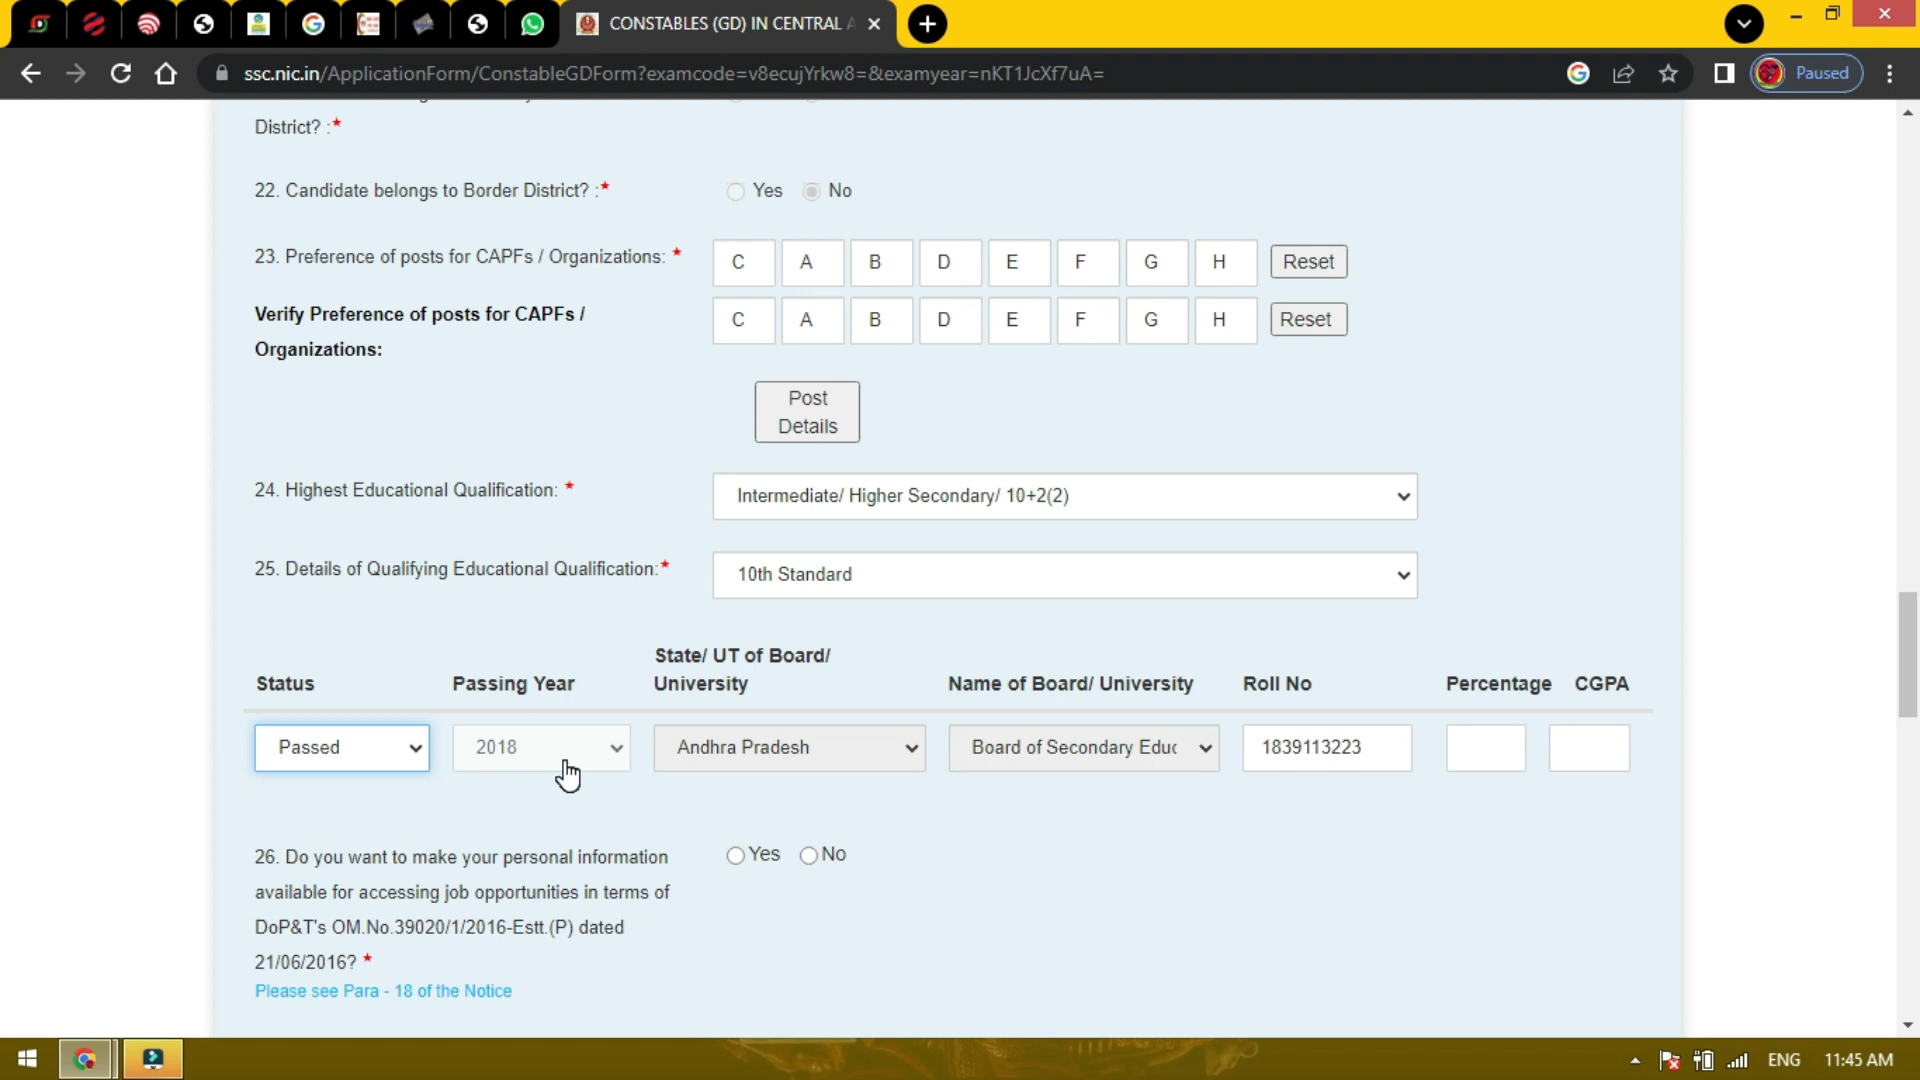 CONSTABLES (GD) IN CENTRAL A
ssc.nic.in/ApplicationForm/ConstableGDForm?examcode=v8ecujYrkw8=&examyear=nKT1JcXf7uA=
Paused
District? :*
22. Candidate belongs to Border District? :* Yes No
23. Preference of posts for CAPFs / Organizations: * C A B D E F G H Reset
Verify Preference of posts for CAPFs /
Organizations:
C A B D E F G H Reset
Post
Details
24. Highest Educational Qualification: * Intermediate/ Higher Secondary/ 10+2(2)
25. Details of Qualifying Educational Qualification:* 10th Standard
State/ UT of Board/
Status Passing Year University Name of Board/ University Roll No Percentage CGPA
Passed 2018 Andhra Pradesh Board of Secondary Educ 1839113223
26. Do you want to make your personal information Yes No
available for accessing job opportunities in terms of
DoP&T's OM.No.39020/1/2016-Estt.(P) dated
21/06/2016? *
Please see Para - 18 of the Notice
ENG 11:45 AM